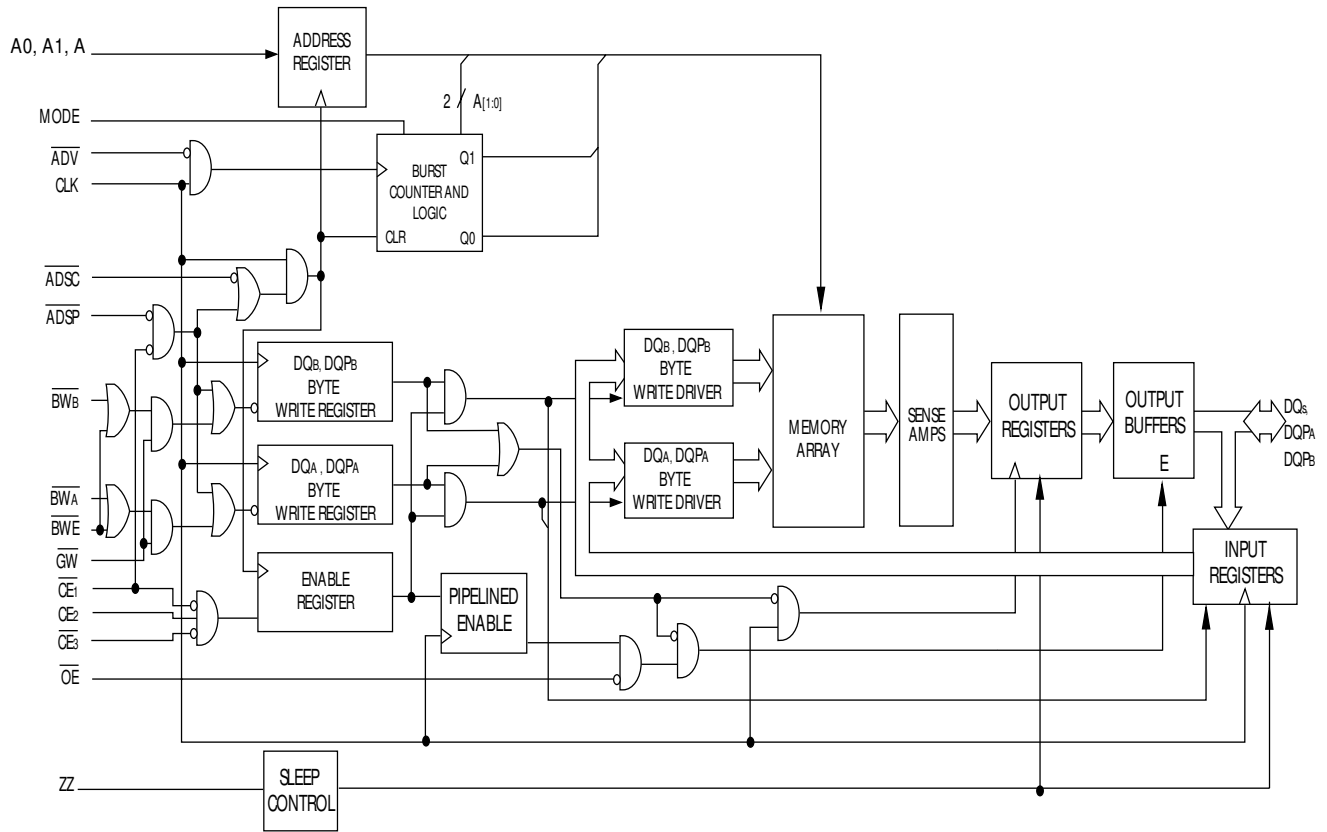 A0, A1, A
ADDRESS
REGISTER
2
A[1:0]
MODE
ADV
CLK
BURST
COUNTER AND
LOGIC
Q1
CLR
Q0
ADSC
ADSP
DQB, DQPB
BYTE
WRITE REGISTER
DQB, DQPB
BYTE
WRITE DRIVER
MEMORY
ARRAY
SENSE
AMPS
OUTPUT
REGISTERS
OUTPUT
BUFFERS
E
DQs,
DQPA
DQPB
BWB
DQA, DQPA
BYTE
WRITE REGISTER
DQA, DQPA
BYTE
WRITE DRIVER
BWA
BWE
GW
CE1
CE2
CE3
ENABLE
REGISTER
PIPELINED
ENABLE
INPUT
REGISTERS
OE
ZZ
SLEEP
CONTROL